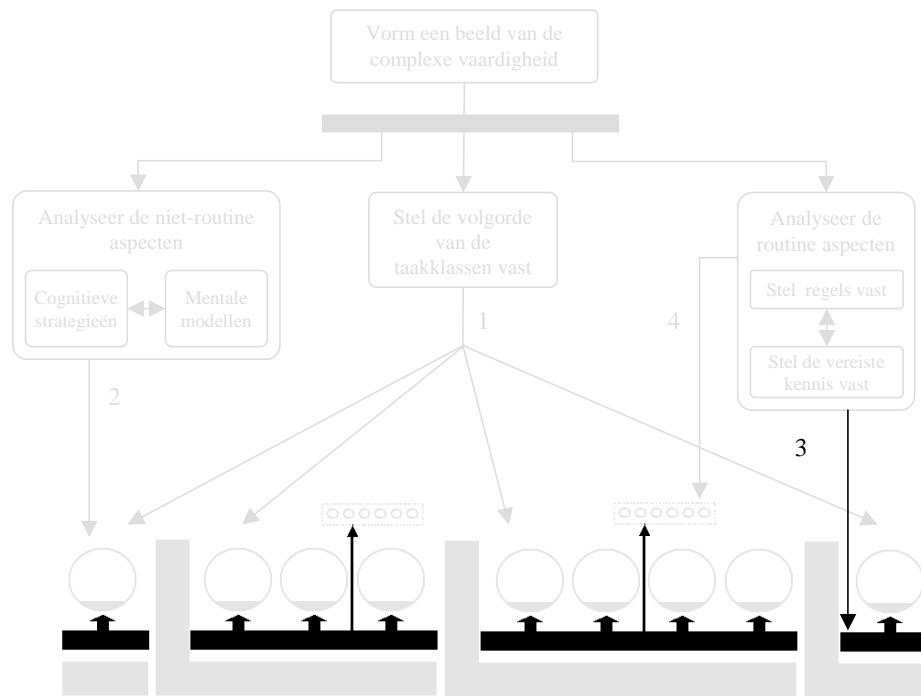 Vorm een beeld van de
complexe vaardigheid
Analyseer de niet-routine
aspecten
Cognitieve
strategieën
Mentale
modellen
2
Stel de volgorde
van de
taakklassen vast
1
4
Analyseer de
routine aspecten
Stel regels vast
Stel de vereiste
kennis vast
3